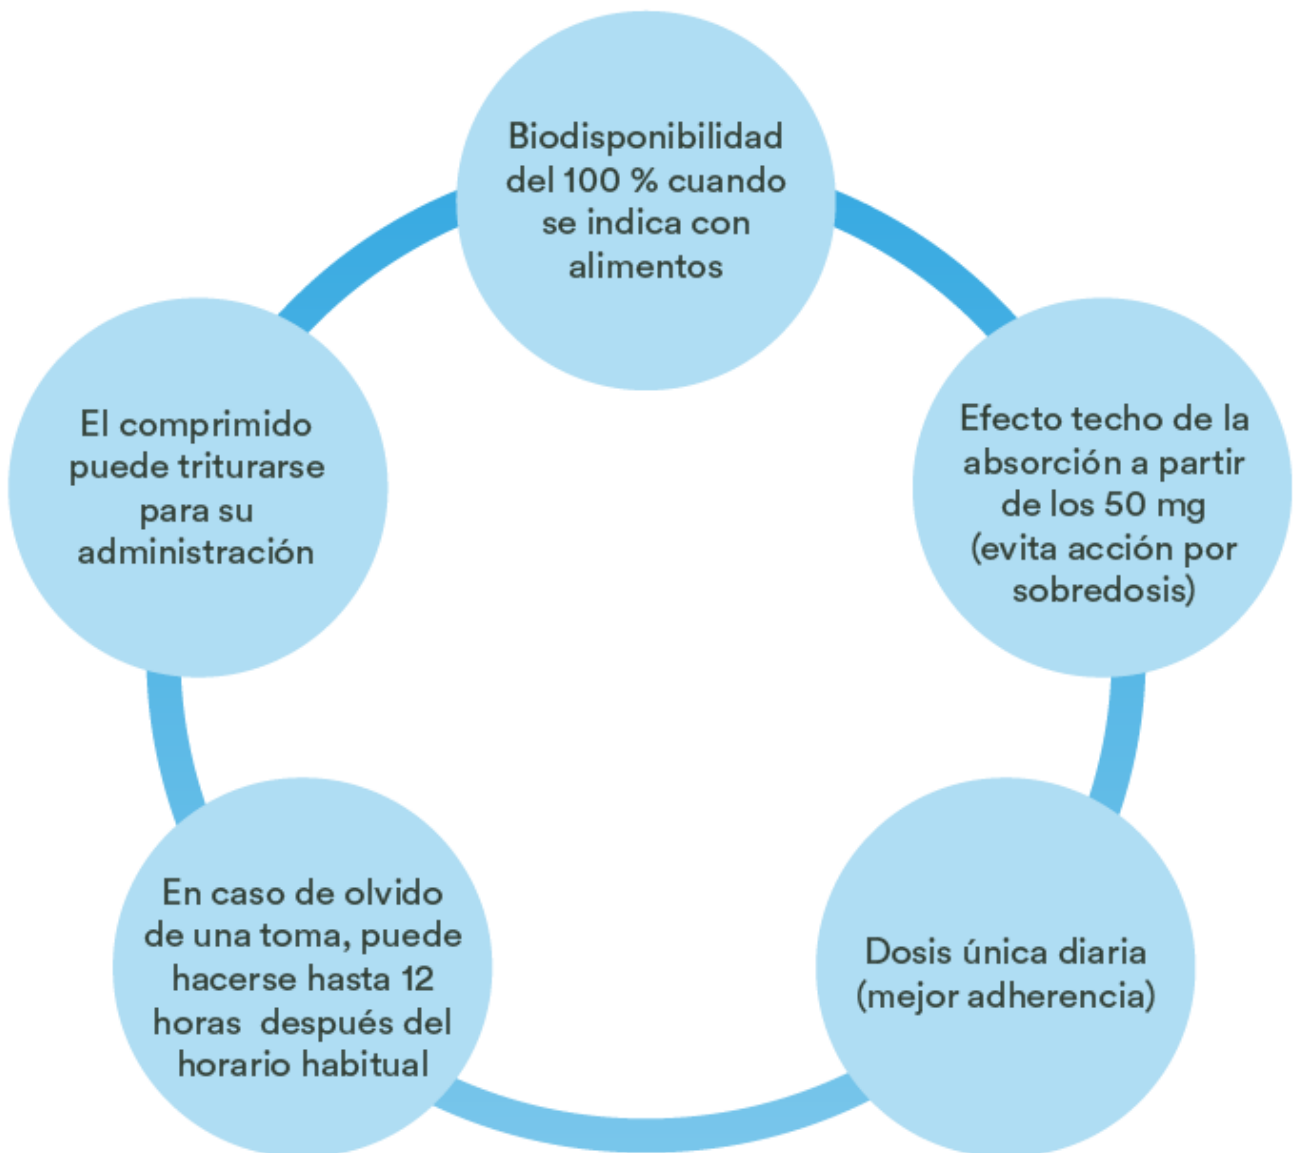 Biodisponibilidad
del 100 % cuando
se indica con
alimentos
Efecto techo de la
absorción a partir
de los 50 mg
(evita acción por
sobredosis)
Dosis única diaria
(mejor adherencia)
En caso de olvido
de una toma, puede
hacerse hasta 12
horas después del
horario habitual
El comprimido
puede triturarse
para su
administración